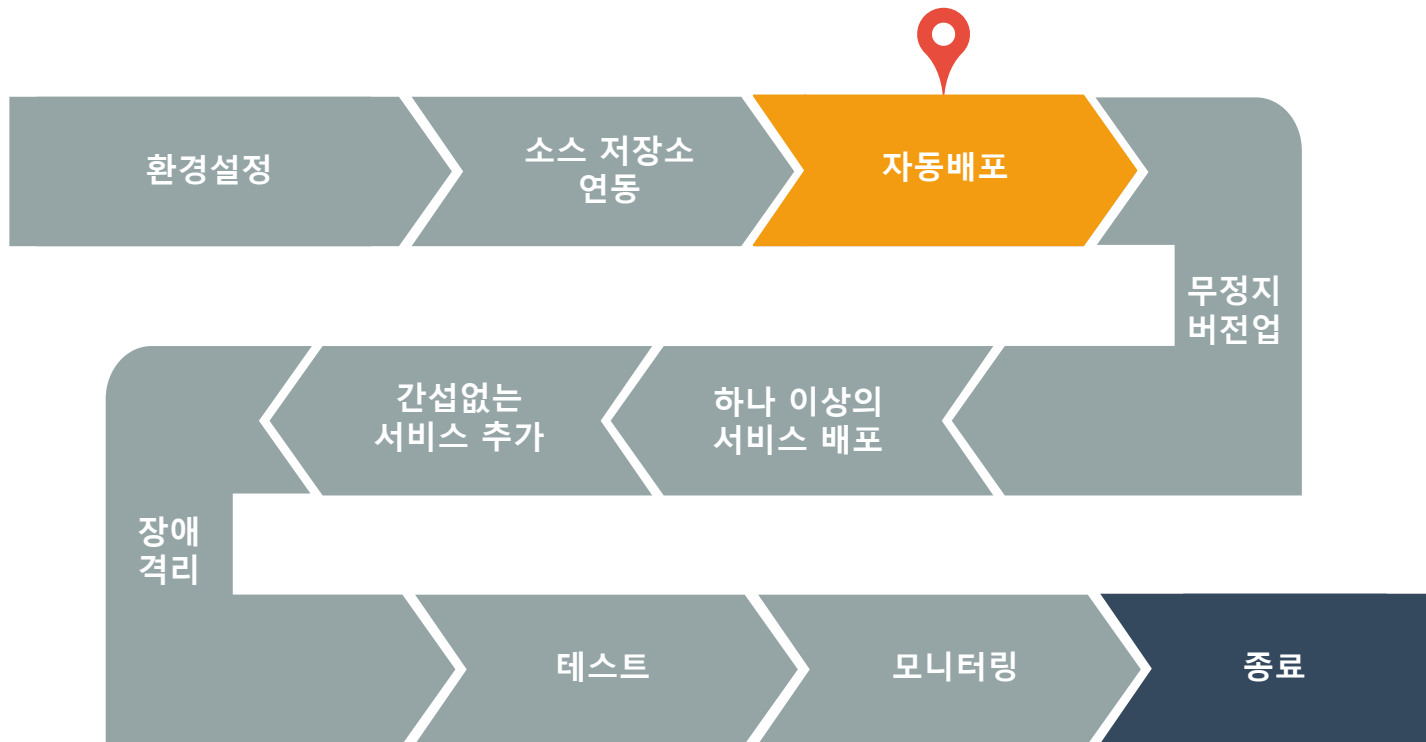 환경설정
소스 저장소
연동
자동배포
무정지
버전업
하나 이상의
서비스 배포
간섭없는
서비스 추가
장애
격리
테스트
모니터링
종료